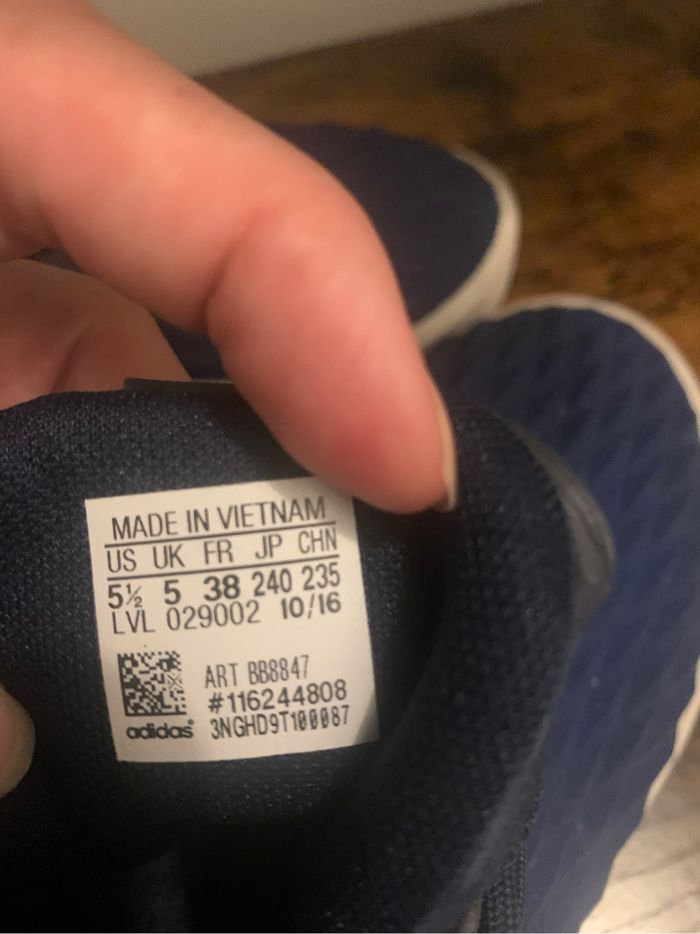 MADE IN VIETNAM
US UK FR JP CHN
5½ 5 38 240 235
LVL 029002 10/16
ART BB8847
#116244808
adidas® 3NGHD9T100087